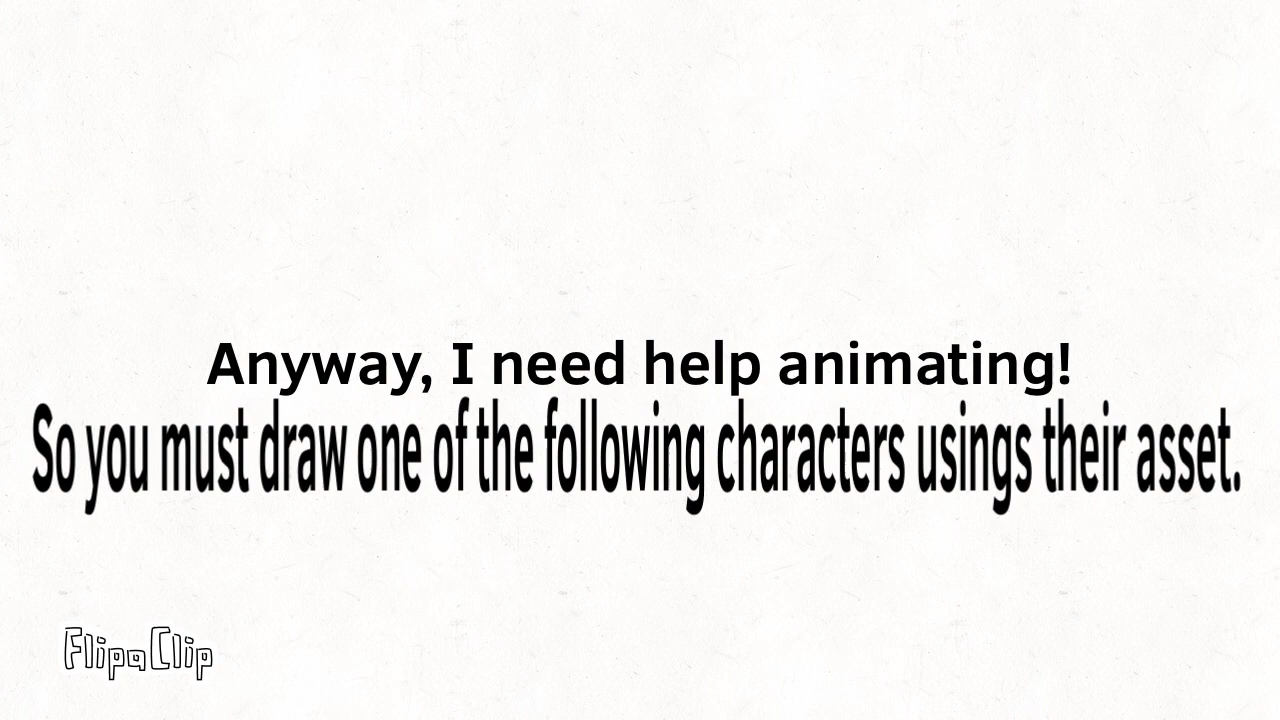 Anyway, I need help animating!
So you must draw one of the following characters usings their asset.
FlipaClip